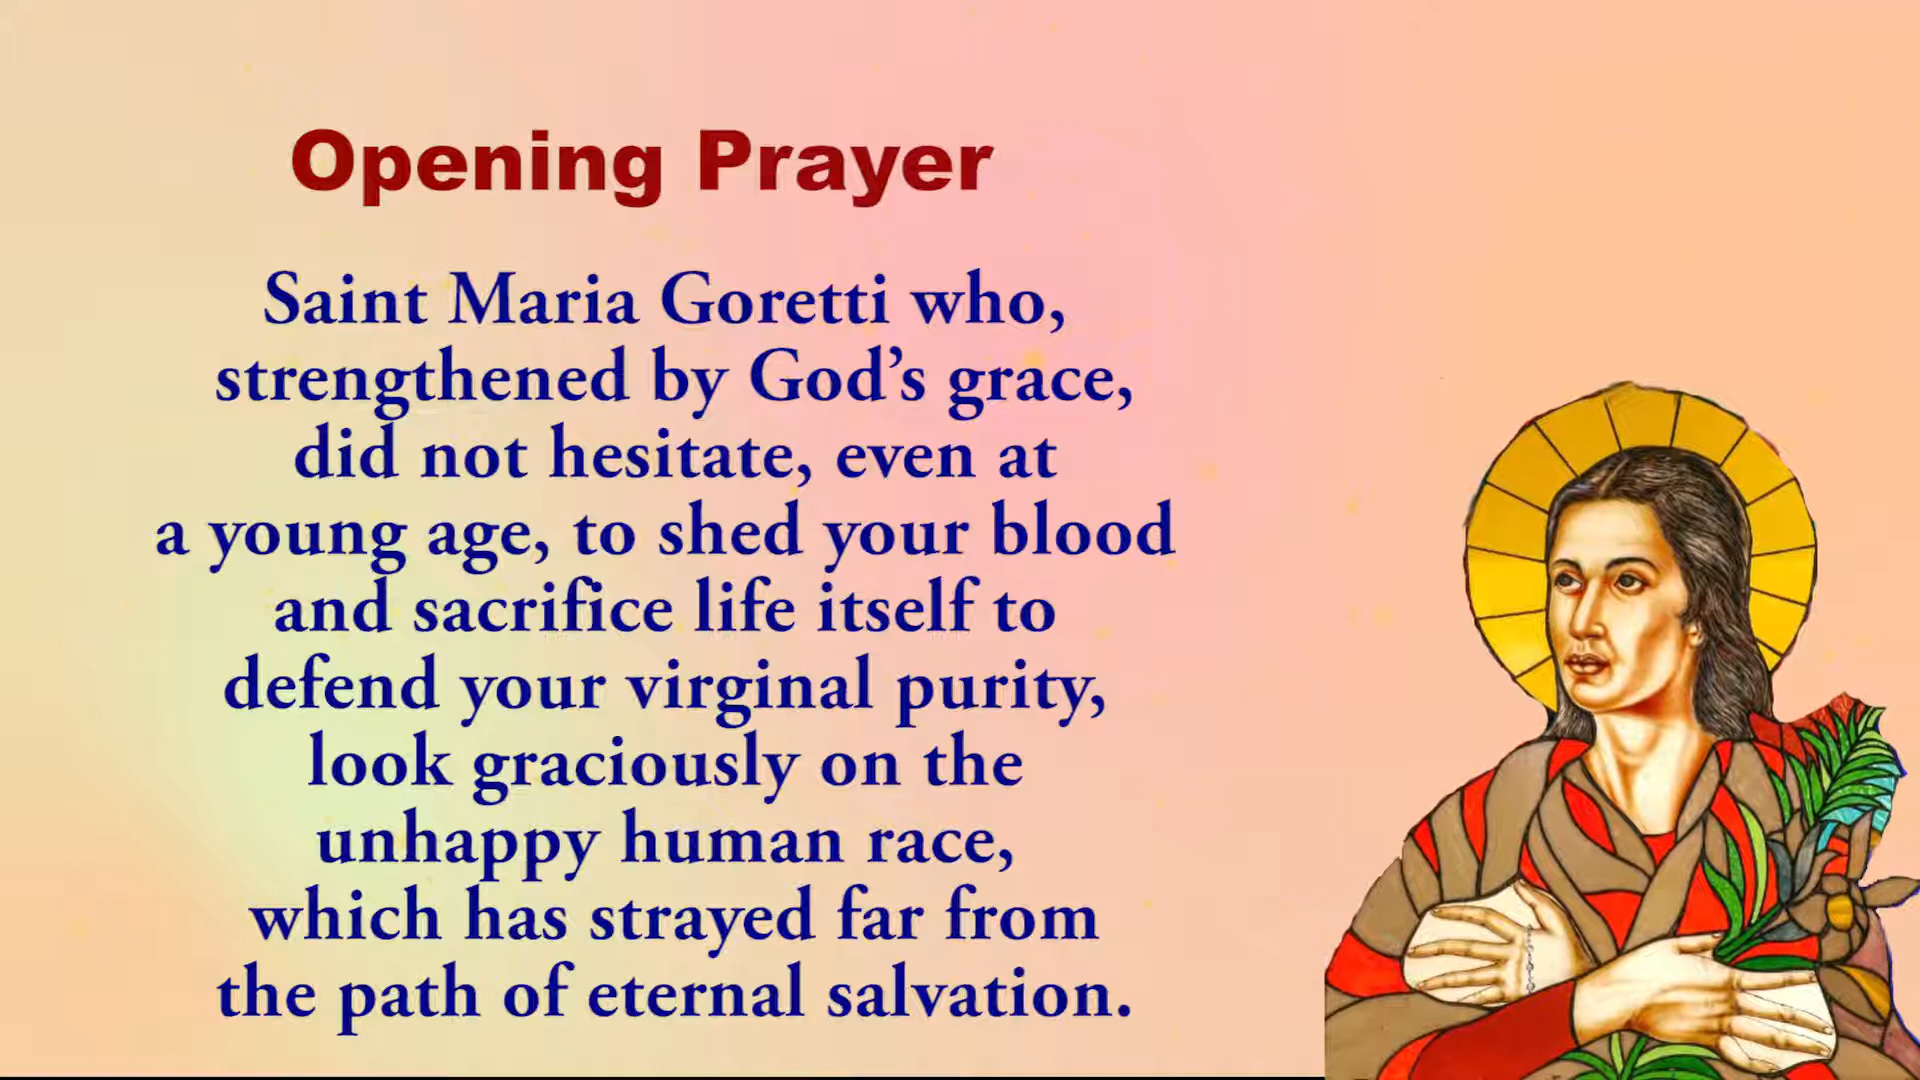 Opening Prayer
Saint Maria Goretti who,
strengthened by God’s grace,
did not hesitate, even at
a young age, to shed your blood
and sacrifice life itself to
defend your virginal purity,
look graciously on the
unhappy human race,
which has strayed far from
the path of eternal salvation.